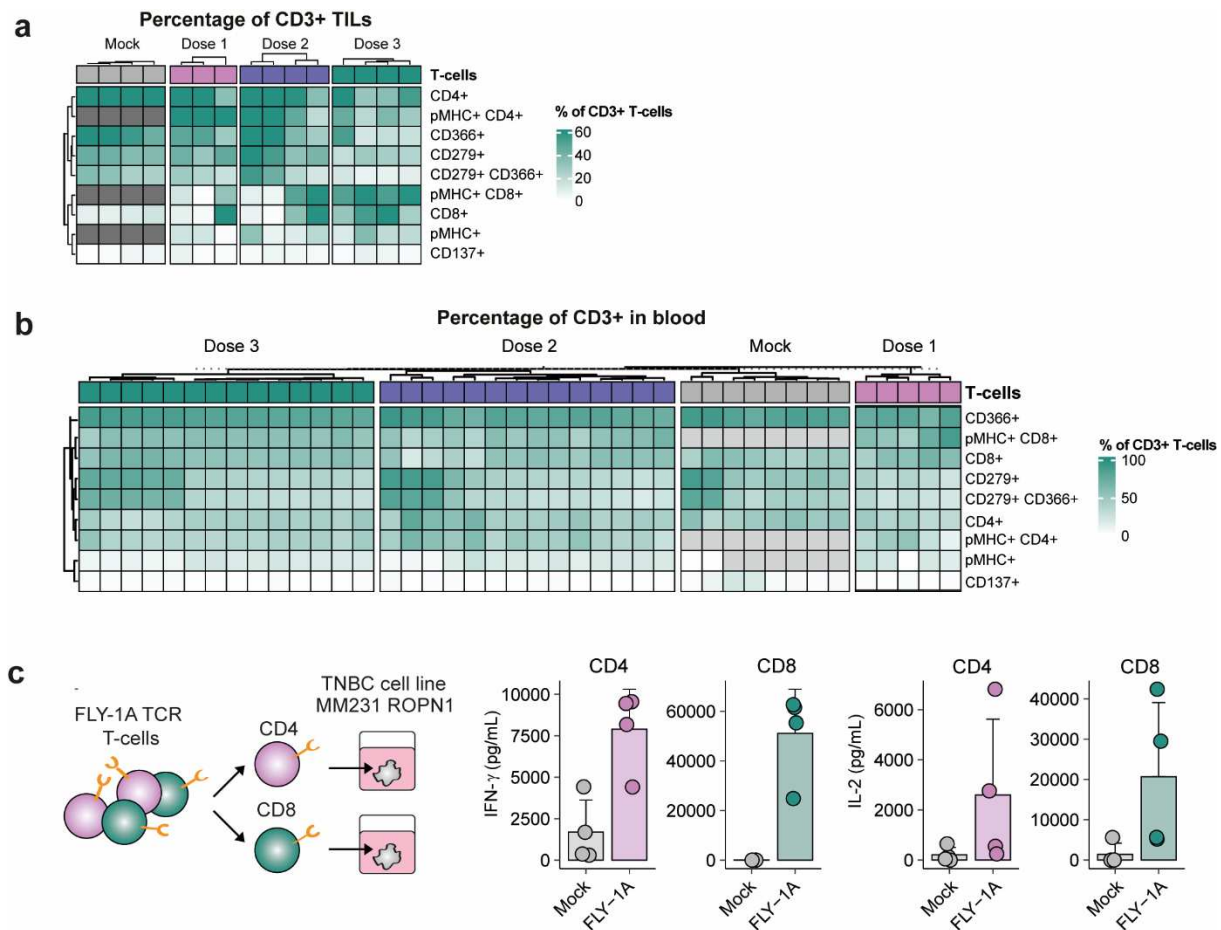 a
Percentage of CD3+ TILs
Mock
Dose 1
Dose 2
Dose 3
T-cells
CD4+
pMHC+ CD4+
CD366+
CD279+
CD279+ CD366+
pMHC+ CD8+
CD8+
pMHC+
CD137+
% of CD3+ T-cells
60
40
20
0
b
Percentage of CD3+ in blood
Dose 3
Dose 2
Mock
Dose 1
T-cells
CD366+
pMHC+ CD8+
CD8+
CD279+
CD279+ CD366+
CD4+
pMHC+ CD4+
pMHC+
CD137+
% of CD3+ T-cells
100
50
0
c
FLY-1A TCR
T-cells
CD4
CD8
TNBC cell line
MM231 ROPN1
CD4
IFN-γ (pg/mL)
10000
7500
5000
2500
0
Mock
FLY−1A
CD8
60000
40000
20000
0
Mock
FLY−1A
CD4
IL-2 (pg/mL)
6000
4000
2000
0
Mock
FLY−1A
CD8
40000
30000
20000
10000
0
Mock
FLY−1A